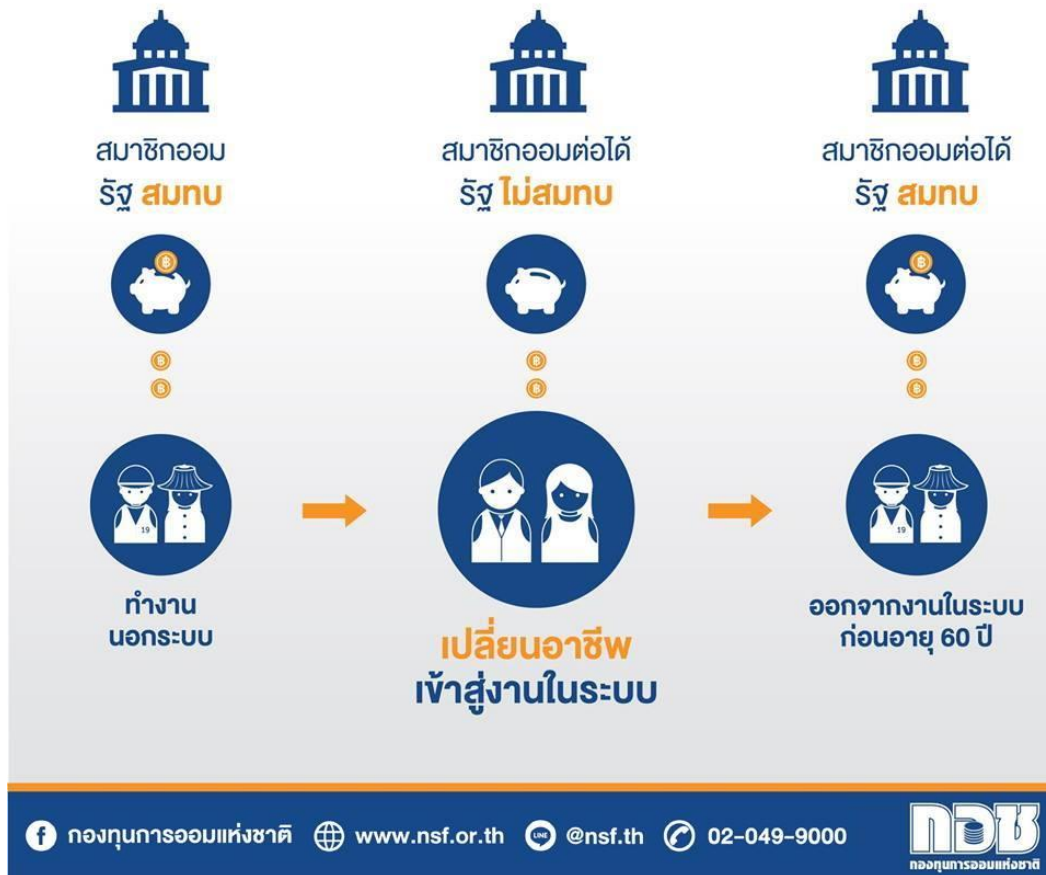 สมาชิกออม
รัฐ สมทบ
สมาชิกออมต่อได้
รัฐ ไม่สมทบ
สมาชิกออมต่อได้
รัฐ สมทบ
฿
฿
฿
฿
฿
฿
฿
฿
19
19
ทำงาน
นอกระบบ
เปลี่ยนอาชีพ
เข้าสู่งานในระบบ
ออกจากงานในระบบ
ก่อนอายุ 60 ปี
f กองทุนการออมแห่งชาติ www.nsf.or.th LINE @nsf.th 02-049-9000
กอช
กองทุนการออมแห่งชาติ